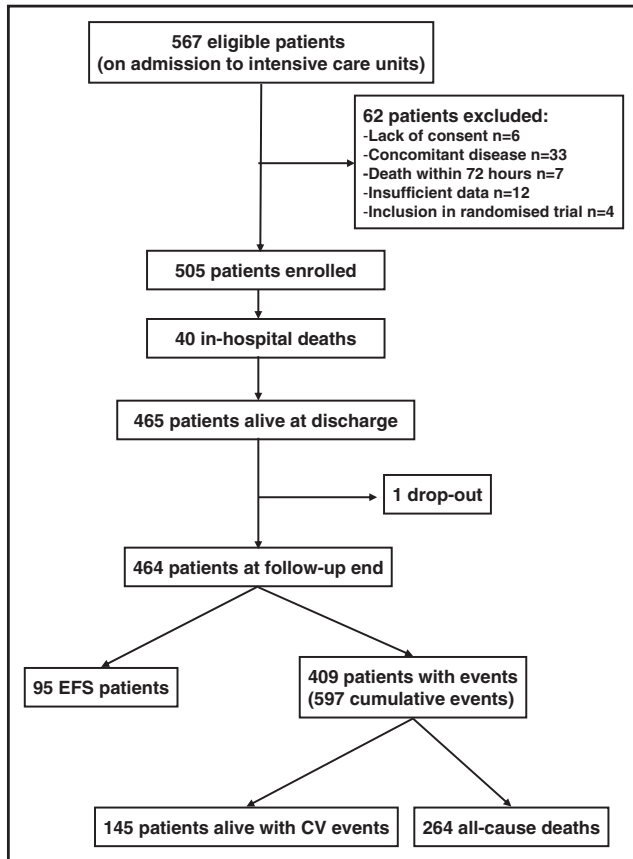 567 eligible patients
(on admission to intensive care units)
62 patients excluded:
-Lack of consent n=6
-Concomitant disease n=33
-Death within 72 hours n=7
-Insufficient data n=12
-Inclusion in randomised trial n=4
505 patients enrolled
40 in-hospital deaths
465 patients alive at discharge
1 drop-out
464 patients at follow-up end
95 EFS patients
409 patients with events
(597 cumulative events)
145 patients alive with CV events
264 all-cause deaths